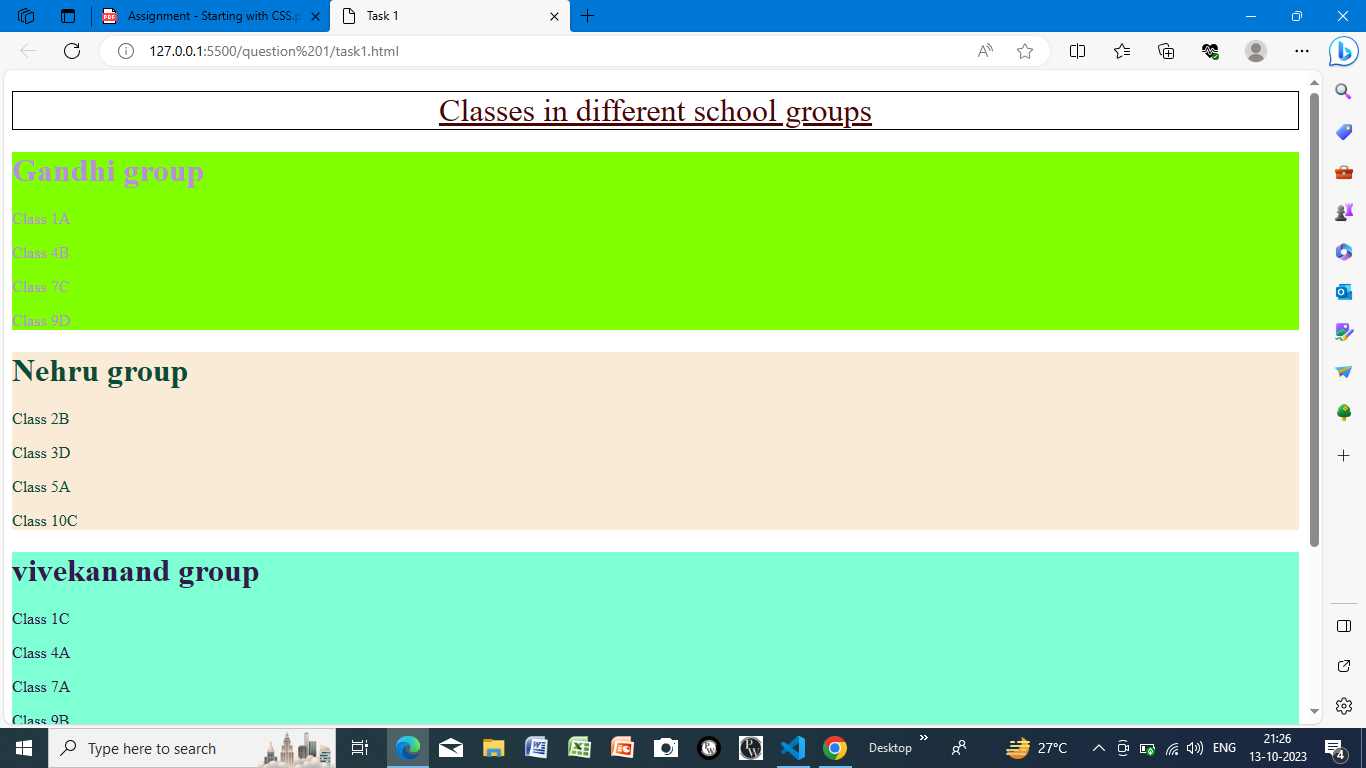 Assignment - Starting with CSS.p
Task 1
127.0.0.1:5500/question%201/task1.html
Classes in different school groups
Gandhi group
Class 1A
Class 4B
Class 7C
Class 9D
Nehru group
Class 2B
Class 3D
Class 5A
Class 10C
vivekanand group
Class 1C
Class 4A
Class 7A
Class 9B
Type here to search
Desktop
27°C
ENG
21:26
13-10-2023
4